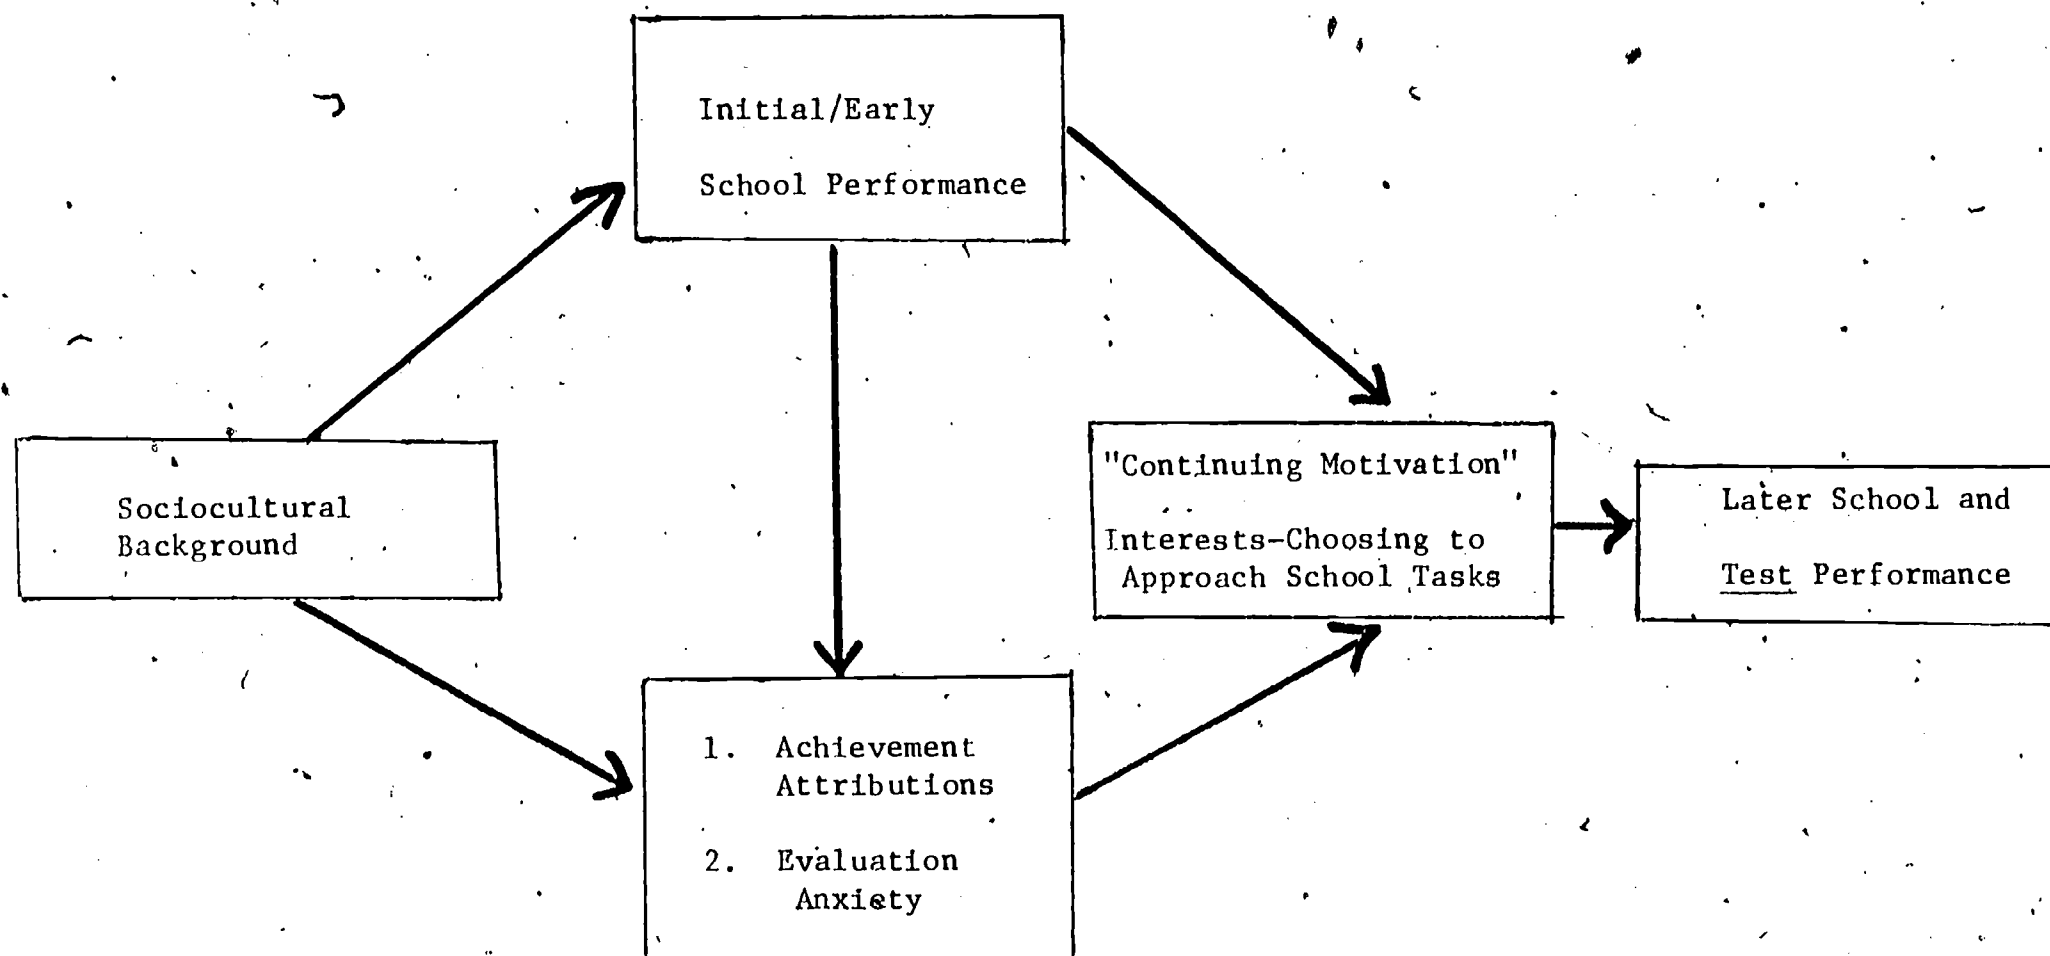 Initial/Early
School Performance
Sociocultural
Background
"Continuing Motivation"
Interests-Choosing to
Approach School Tasks
Later School and
Test Performance
1. Achievement
Attributions
2. Evaluation
Anxiety